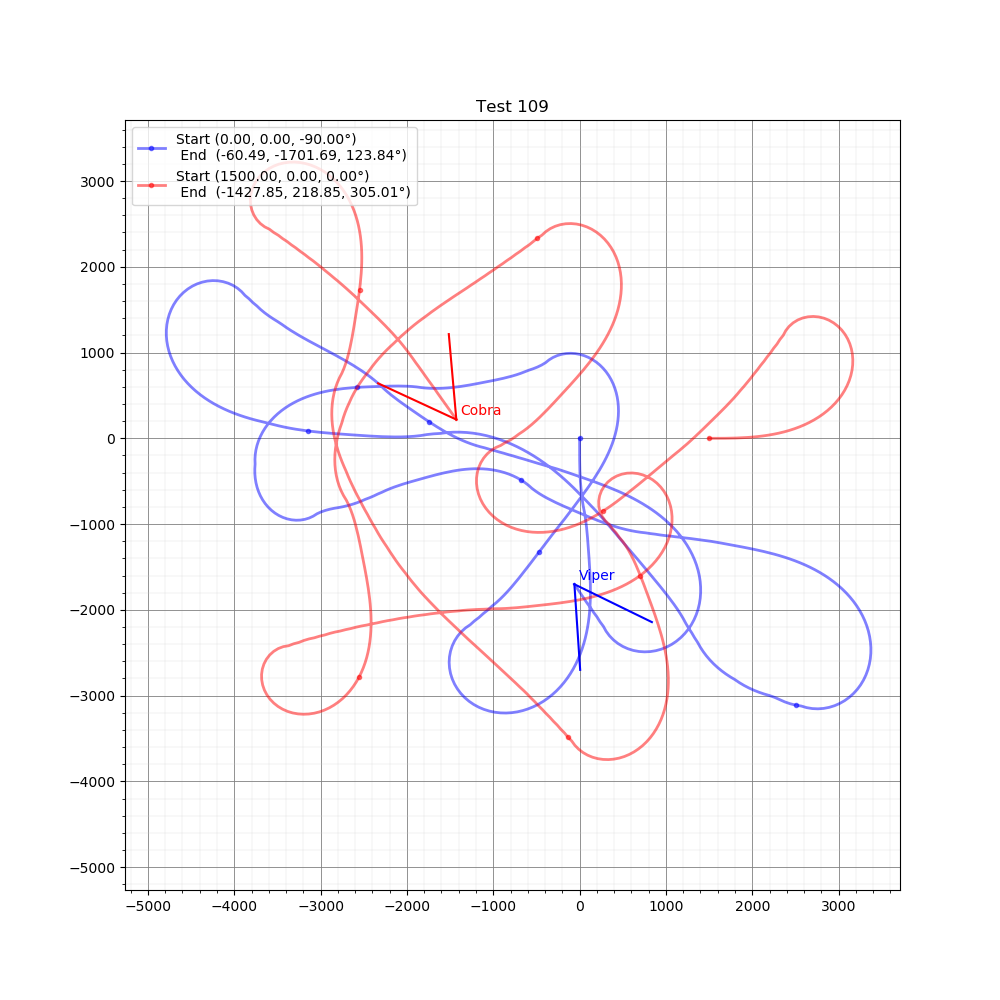 Test 109
Start (0.00, 0.00, -90.00°)
End (-60.49, -1701.69, 123.84°)
Start (1500.00, 0.00, 0.00°)
End (-1427.85, 218.85, 305.01°)
3000
2000
1000
0
−1000
−2000
−3000
−4000
−5000
Cobra
Viper
−5000 −4000 −3000 −2000 −1000 0 1000 2000 3000